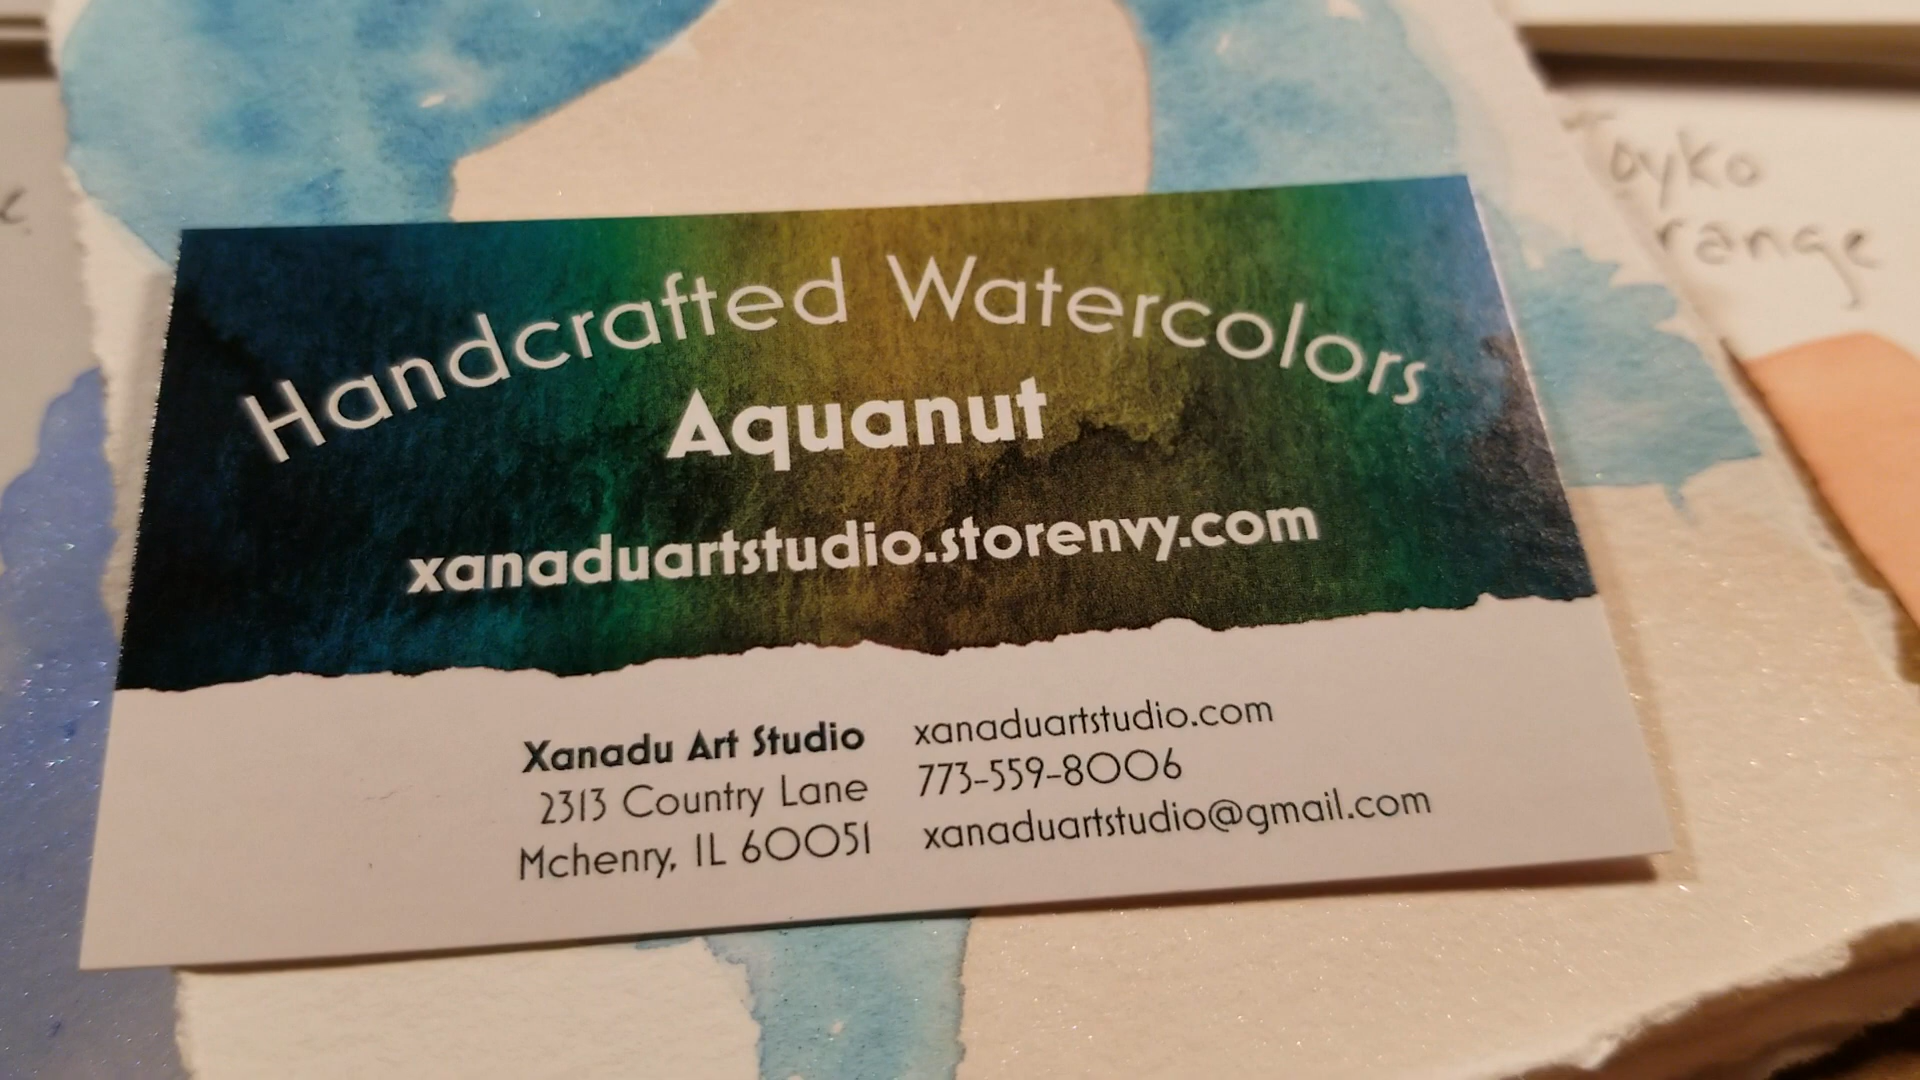 Handcrafted Watercolors
Aquanut
xanaduartstudio.storenvy.com
Xanadu Art Studio
2313 Country Lane
Mchenry, IL 60051
xanaduartstudio.com
773-559-8006
xanaduartstudio@gmail.com